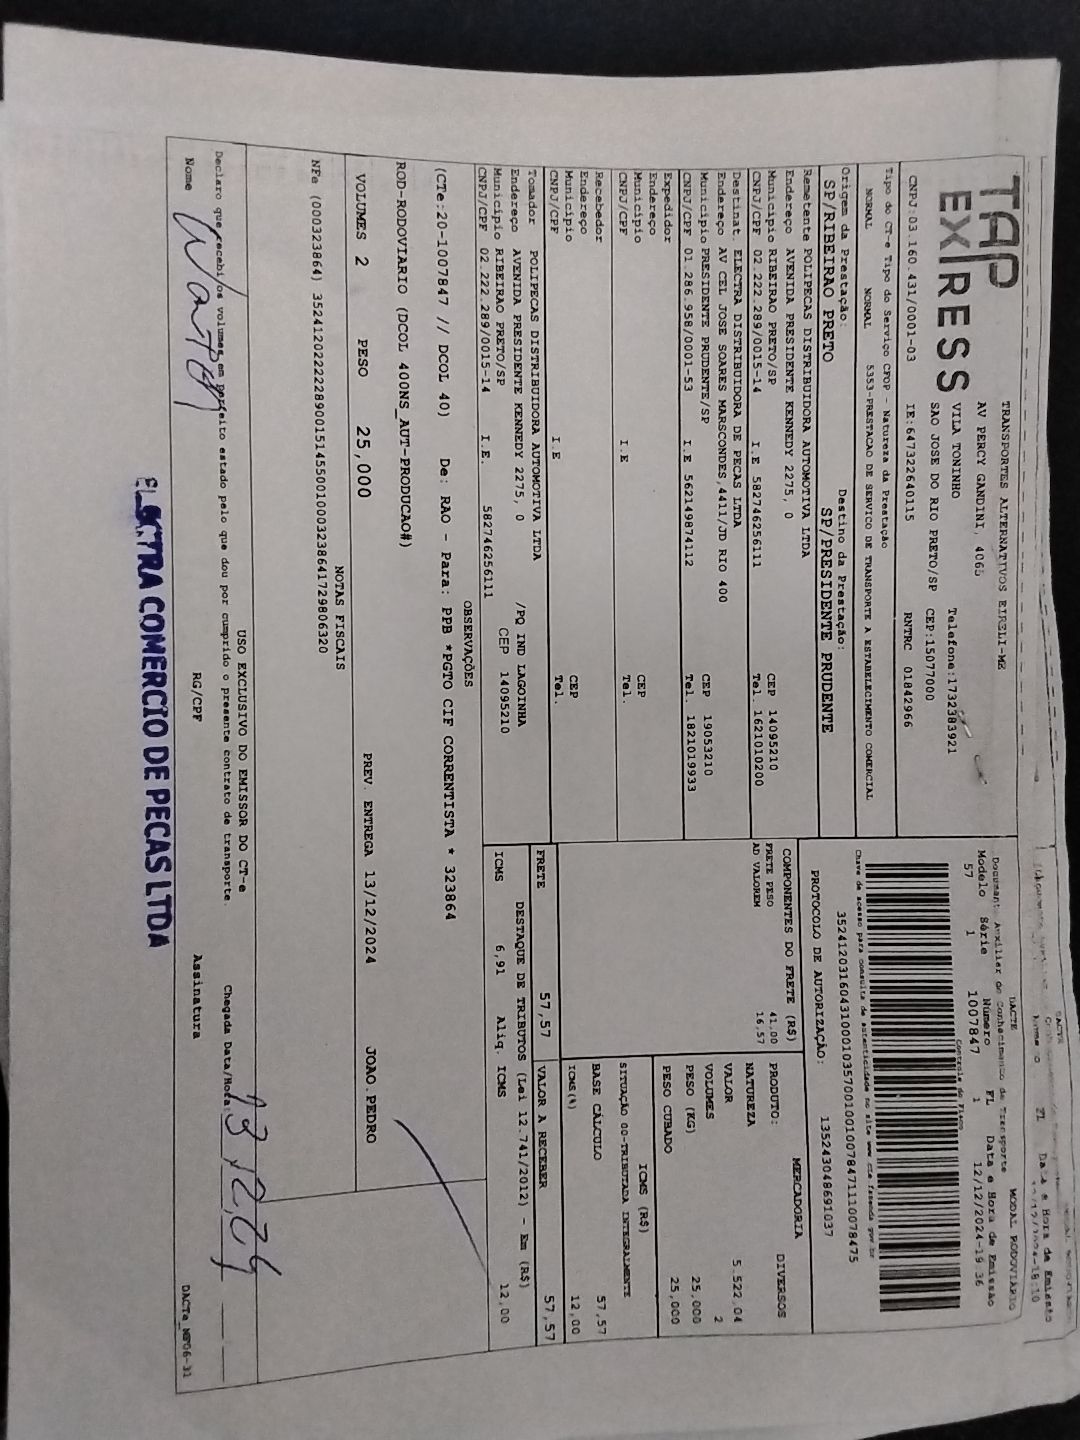 TAP EXPRESS
TRANSPORTES ALTERNATIVOS EIRELI-ME
AV PERCY GANDINI, 4065
VILA TONINHO Telefone:1732383921
SAO JOSE DO RIO PRETO/SP CEP:15077000
CNPJ:03.160.431/0001-03 IE:647322640115 RNTRC 01842966
DACTE MODAL RODOVIÁRIO
Documento Auxiliar do Conhecimento de Transporte
Modelo Série Número FL Data e Hora de Emissão
57 1 1007847 1 12/12/2024-19:36
Controle do Fisco
Chave de acesso para consulta de autenticidade no site www.cte.fazenda.gov.br
35241203160431000103570010010078471110078475
PROTOCOLO DE AUTORIZAÇÃO: 135243048691037
Tipo do CT-e Tipo do Serviço CFOP - Natureza da Prestação
NORMAL NORMAL 5353-PRESTACAO DE SERVICO DE TRANSPORTE A ESTABELECIMENTO COMERCIAL
Origem da Prestação: Destino da Prestação:
SP/RIBEIRAO PRETO SP/PRESIDENTE PRUDENTE
Remetente POLIPECAS DISTRIBUIDORA AUTOMOTIVA LTDA
Endereço AVENIDA PRESIDENTE KENNEDY 2275, 0
Município RIBEIRAO PRETO/SP CEP 14095210
CNPJ/CPF 02.222.289/0015-14 I.E 582746256111 Tel. 1621010200
Destinat. ELECTRA DISTRIBUIDORA DE PECAS LTDA
Endereço AV CEL JOSE SOARES MARSCONDES,4411/JD RIO 400
Município PRESIDENTE PRUDENTE/SP CEP 19053210
CNPJ/CPF 01.286.958/0001-53 I.E 562149874112 Tel. 1821019933
Expedidor
Endereço
Município CEP
CNPJ/CPF I.E Tel.
Recebedor
Endereço
Município CEP
CNPJ/CPF I.E Tel.
Tomador POLIPECAS DISTRIBUIDORA AUTOMOTIVA LTDA
Endereço AVENIDA PRESIDENTE KENNEDY 2275, 0 /PQ IND LAGOINHA
Município RIBEIRAO PRETO/SP CEP 14095210
CNPJ/CPF 02.222.289/0015-14 I.E. 582746256111
COMPONENTES DO FRETE (R$)
FRETE PESO 41,00
AD VALOREM 16,57
MERCADORIA
PRODUTO: DIVERSOS
NATUREZA
VALOR 5.522,04
VOLUMES 2
PESO (KG) 25,000
PESO CUBADO 25,000
ICMS (R$)
SITUAÇÃO 00-TRIBUTADA INTEGRALMENTE
BASE CÁLCULO 57,57
ICMS(%) 12,00
FRETE 57,57 VALOR A RECEBER 57,57
DESTAQUE DE TRIBUTOS (Lei 12.741/2012) - Em (R$)
ICMS 6,91 Aliq. ICMS 12,00
OBSERVAÇÕES
(CTe:20-1007847 // DCOL 40) De: RAO - Para: PPB *PGTO CIF CORRENTISTA * 323864
ROD-RODOVIARIO (DCOL 400NS_AUT-PRODUCAO#)
VOLUMES 2 PESO 25,000 PREV. ENTREGA 13/12/2024 JOAO.PEDRO
NOTAS FISCAIS
NFe (000323864) 35241202222289001514550010003238641729806320
USO EXCLUSIVO DO EMISSOR DO CT-e
Declaro que recebi os volumes em perfeito estado pelo que dou por cumprido o presente contrato de transporte. Chegada Data/Hora: 13,12,24
Nome RG/CPF Assinatura
DACTe_NF06-31
ELECTRA COMERCIO DE PECAS LTDA